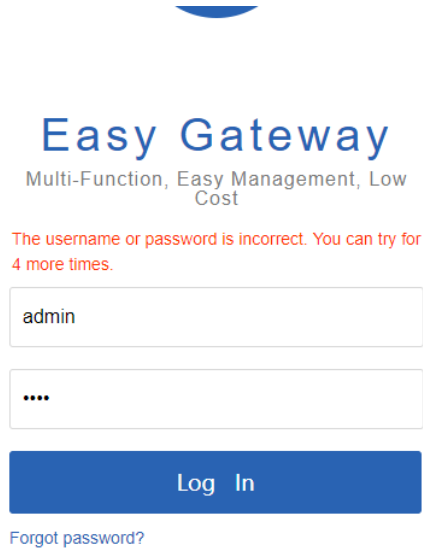 Easy Gateway
Multi-Function, Easy Management, Low
Cost
The username or password is incorrect. You can try for
4 more times.
admin
••••
Log In
Forgot password?